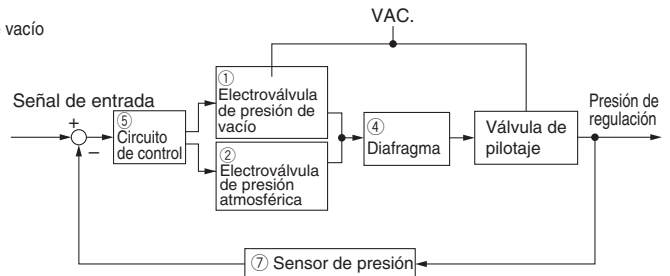 vacío
VAC.
Señal de entrada
+
−
⑤
Circuito
de control
①
Electroválvula
de presión de
vacío
②
Electroválvula
de presión
atmosférica
④
Diafragma
Válvula de
pilotaje
Presión de
regulación
⑦ Sensor de presión